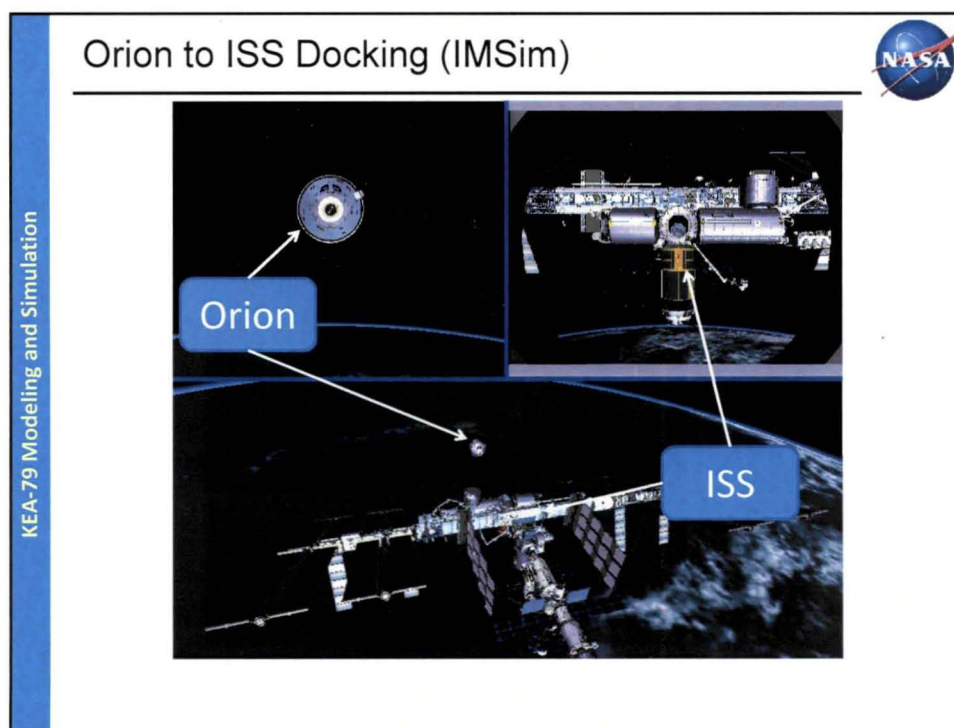 Orion to ISS Docking (IMSim)
NASA
KEA-79 Modeling and Simulation
Orion
ISS